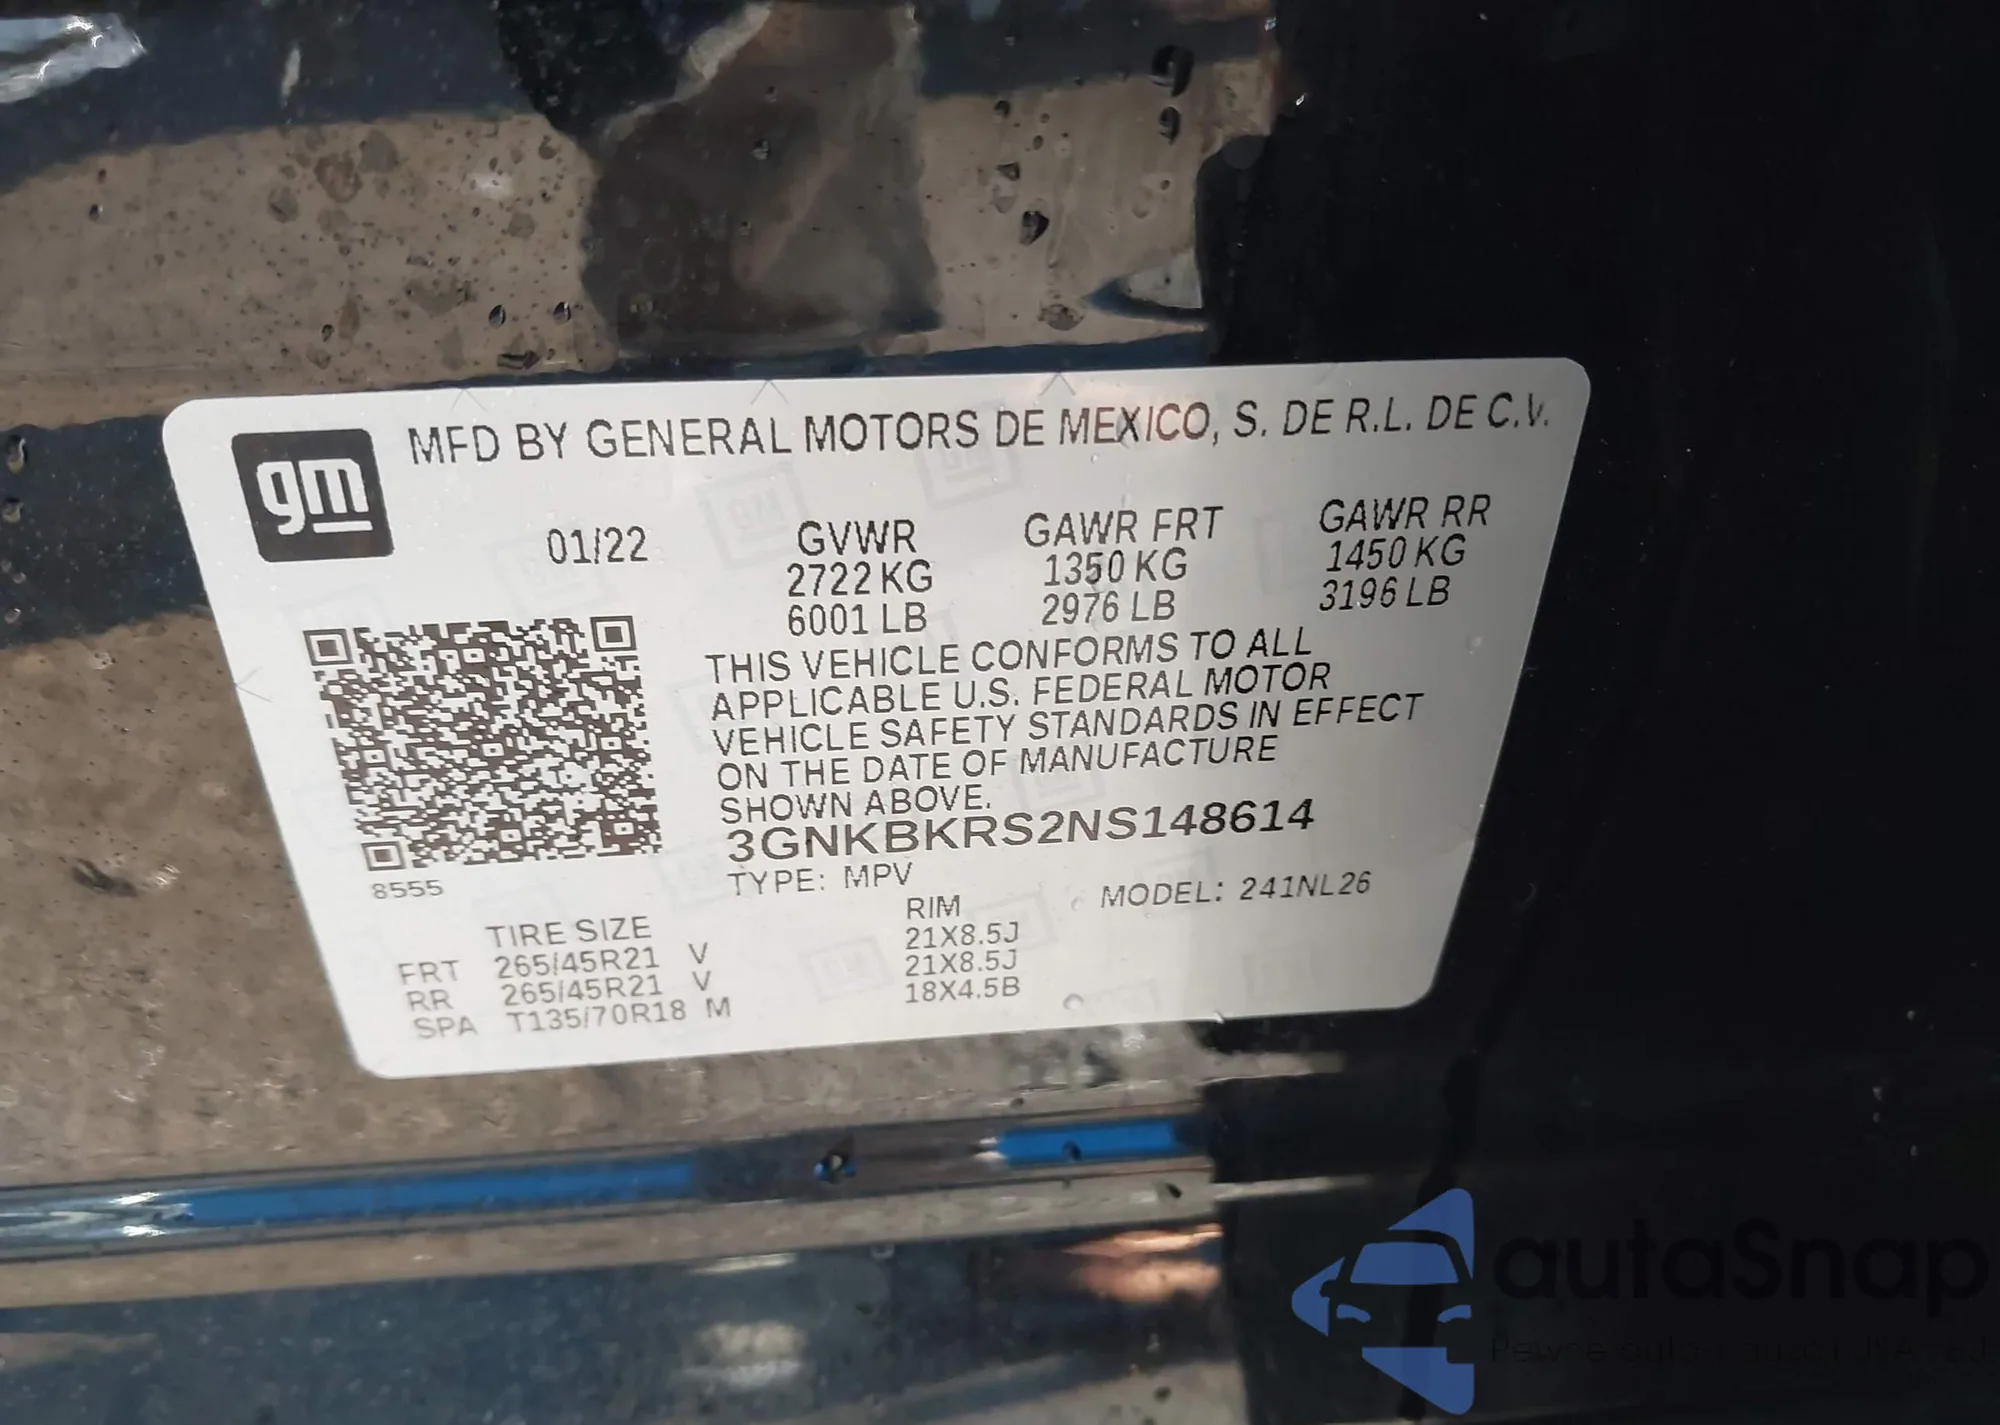 gm
MFD BY GENERAL MOTORS DE MEXICO, S. DE R.L. DE C.V.
01/22 GVWR GAWR FRT GAWR RR
2722 KG 1350 KG 1450 KG
6001 LB 2976 LB 3196 LB
THIS VEHICLE CONFORMS TO ALL
APPLICABLE U.S. FEDERAL MOTOR
VEHICLE SAFETY STANDARDS IN EFFECT
ON THE DATE OF MANUFACTURE
SHOWN ABOVE.
3GNKBKRS2NS148614
8555
TYPE: MPV MODEL: 241NL26
TIRE SIZE RIM
FRT 265/45R21 V 21X8.5J
RR 265/45R21 V 21X8.5J
SPA T135/70R18 M 18X4.5B
autaSnap